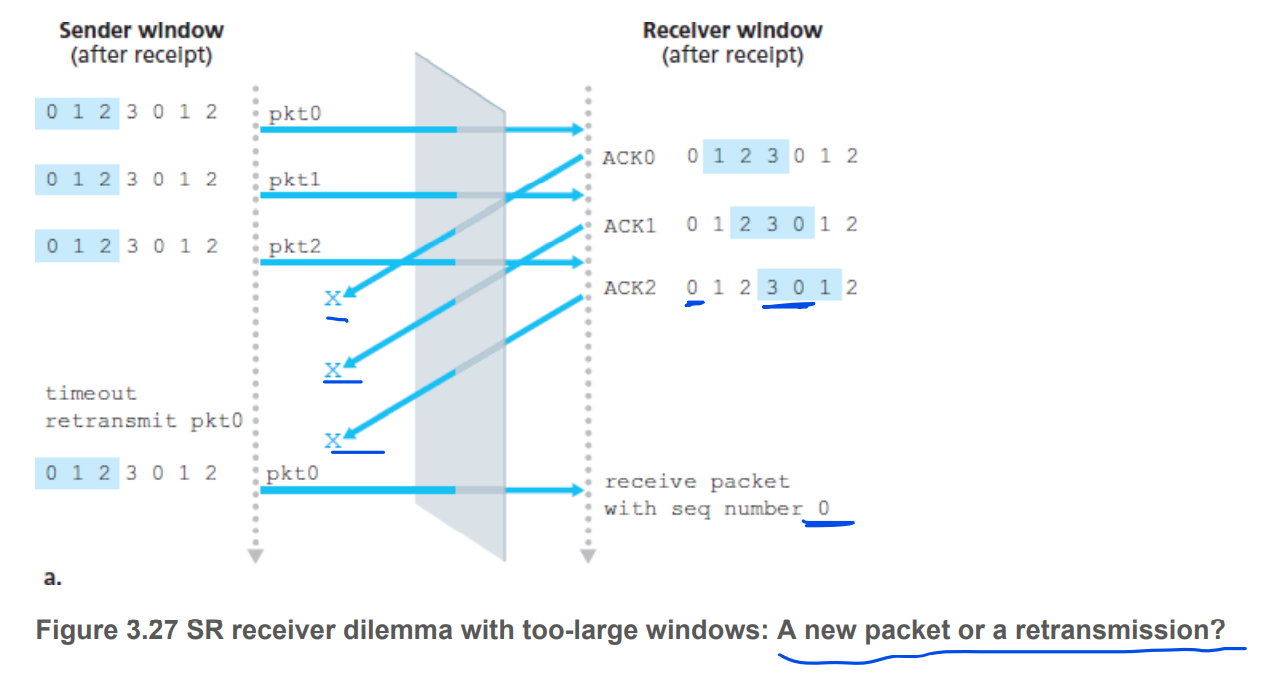 Sender window
(after receipt)
Receiver window
(after receipt)
0 1 2 3 0 1 2
pkt0
ACK0 0 1 2 3 0 1 2
0 1 2 3 0 1 2
pkt1
ACK1 0 1 2 3 0 1 2
0 1 2 3 0 1 2
pkt2
ACK2 0 1 2 3 0 1 2
X
X
timeout
retransmit pkt0
X
0 1 2 3 0 1 2
pkt0
receive packet
with seq number 0
a.
Figure 3.27 SR receiver dilemma with too-large windows: A new packet or a retransmission?